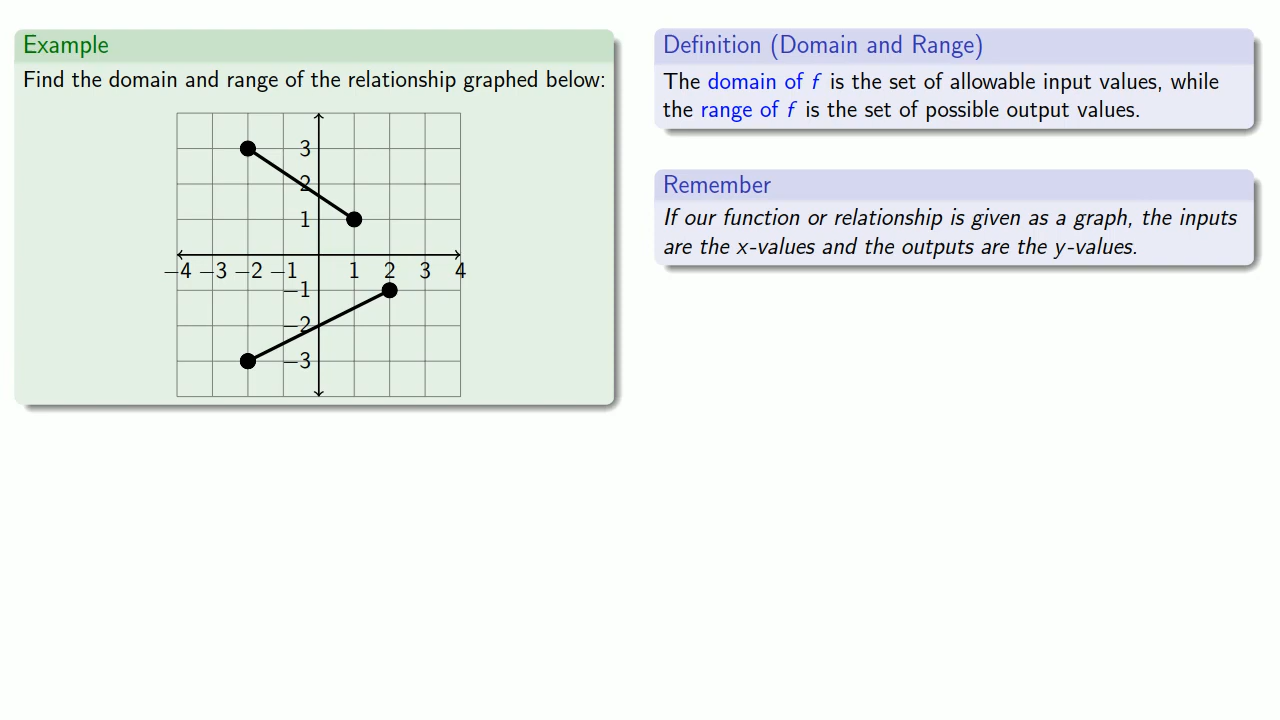 Example
Find the domain and range of the relationship graphed below:
3
2
1
−4 −3 −2 −1 1 2 3 4
−1
−2
−3
Definition (Domain and Range)
The domain of f is the set of allowable input values, while
the range of f is the set of possible output values.
Remember
If our function or relationship is given as a graph, the inputs
are the x-values and the outputs are the y-values.